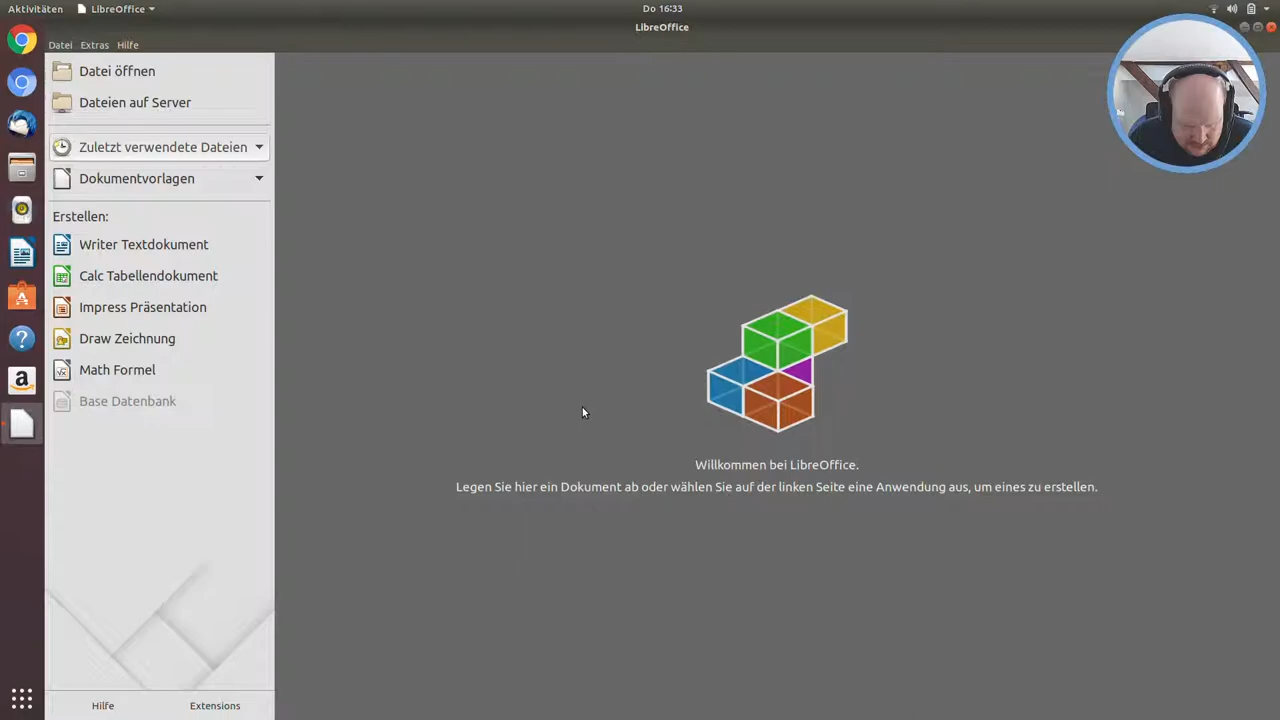 Aktivitäten
LibreOffice
Do 16:33
LibreOffice
Datei Extras Hilfe
Datei öffnen
Dateien auf Server
Zuletzt verwendete Dateien
Dokumentvorlagen
Erstellen:
Writer Textdokument
Calc Tabellendokument
Impress Präsentation
Draw Zeichnung
Math Formel
Base Datenbank
Willkommen bei LibreOffice.
Legen Sie hier ein Dokument ab oder wählen Sie auf der linken Seite eine Anwendung aus, um eines zu erstellen.
Hilfe
Extensions